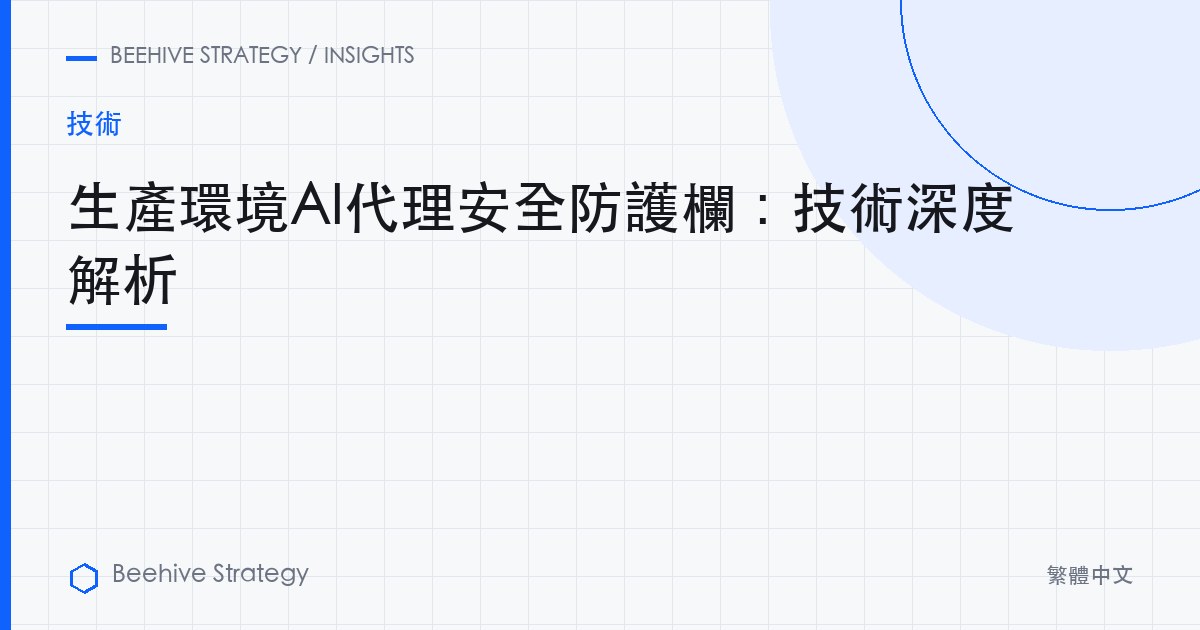 BEEHIVE STRATEGY / INSIGHTS
技術
生產環境AI代理安全防護欄：技術深度
解析
Beehive Strategy
繁體中文